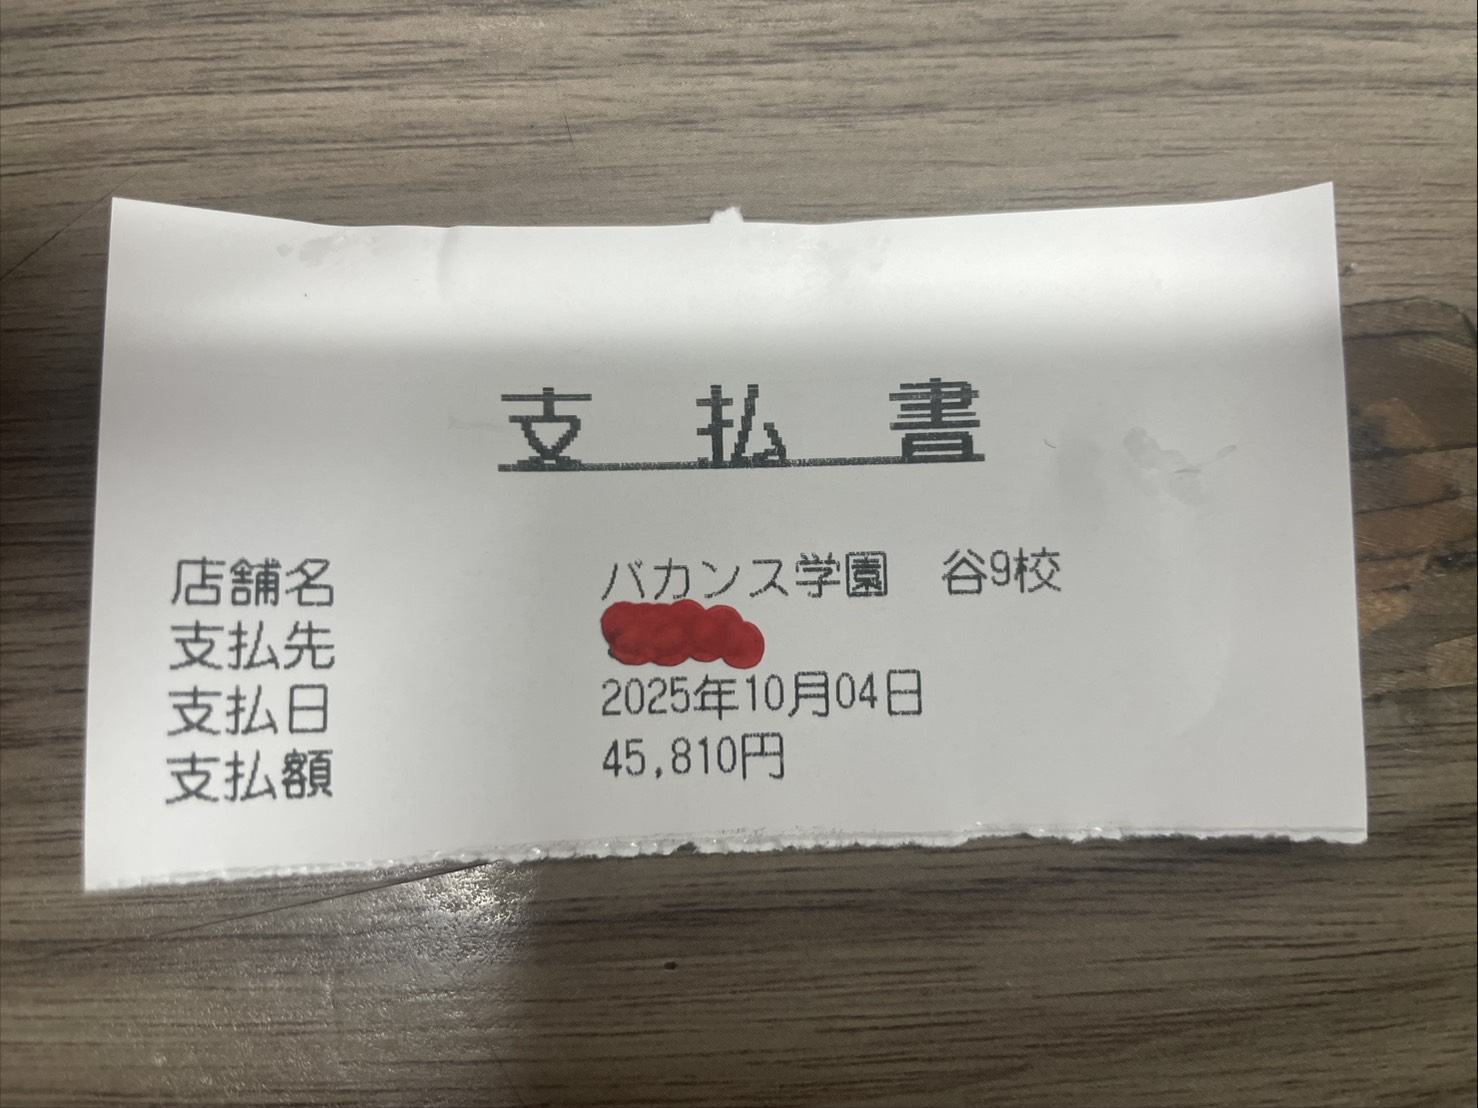 支払書
店舗名 バカンス学園 谷9校
支払先
支払日 2025年10月04日
支払額 45,810円